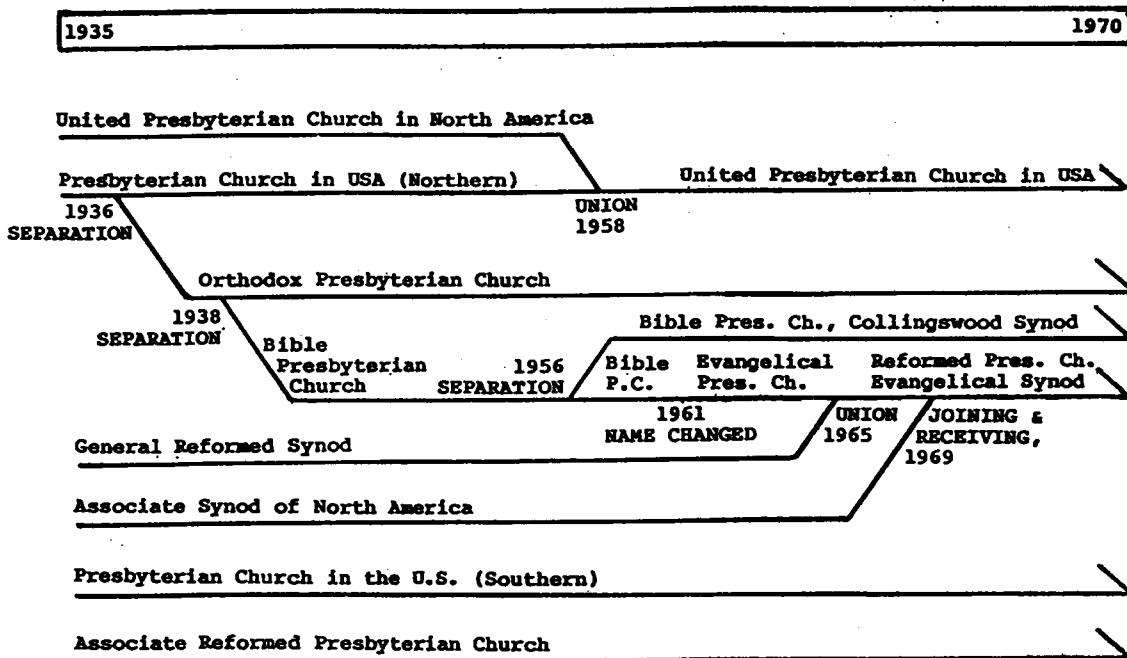 1935 1970
United Presbyterian Church in North America
Presbyterian Church in USA (Northern) United Presbyterian Church in USA
1936
SEPARATION
UNION
1958
Orthodox Presbyterian Church
1938
SEPARATION
Bible Pres. Ch., Collingswood Synod
Bible
Presbyterian
Church
1956
SEPARATION
Bible
P.C.
Evangelical
Pres. Ch.
Reformed Pres. Ch.
Evangelical Synod
1961
NAME CHANGED
UNION
1965
JOINING &
RECEIVING,
1969
General Reformed Synod
Associate Synod of North America
Presbyterian Church in the U.S. (Southern)
Associate Reformed Presbyterian Church